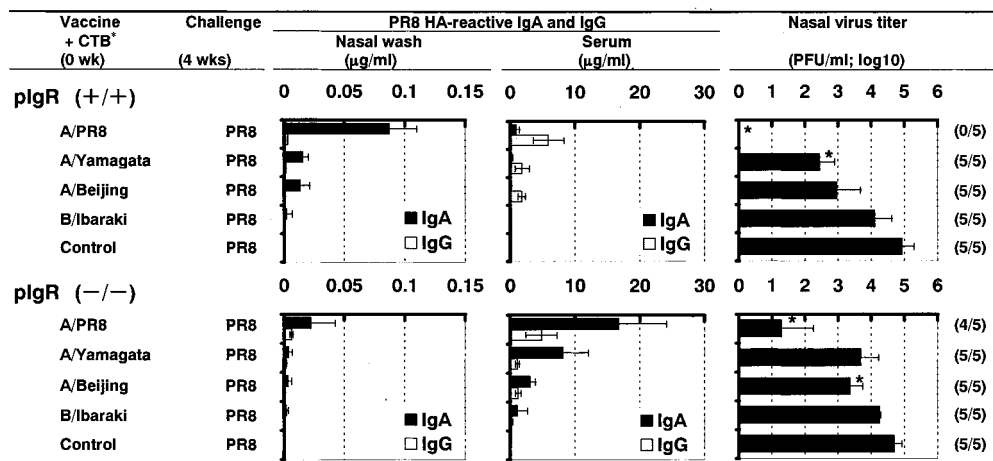 Vaccine + CTB* (0 wk)
Challenge (4 wks)
PR8 HA-reactive IgA and IgG
Nasal wash (μg/ml)
Serum (μg/ml)
Nasal virus titer (PFU/ml; log10)
pIgR (+/+)
0 0.05 0.1 0.15
0 10 20 30
0 1 2 3 4 5 6
A/PR8 PR8 * (0/5)
A/Yamagata PR8 * (5/5)
A/Beijing PR8 (5/5)
B/Ibaraki PR8 IgA IgA (5/5)
Control PR8 IgG IgG (5/5)
pIgR (−/−)
0 0.05 0.1 0.15
0 10 20 30
0 1 2 3 4 5 6
A/PR8 PR8 * (4/5)
A/Yamagata PR8 (5/5)
A/Beijing PR8 * (5/5)
B/Ibaraki PR8 IgA IgA (5/5)
Control PR8 IgG IgG (5/5)